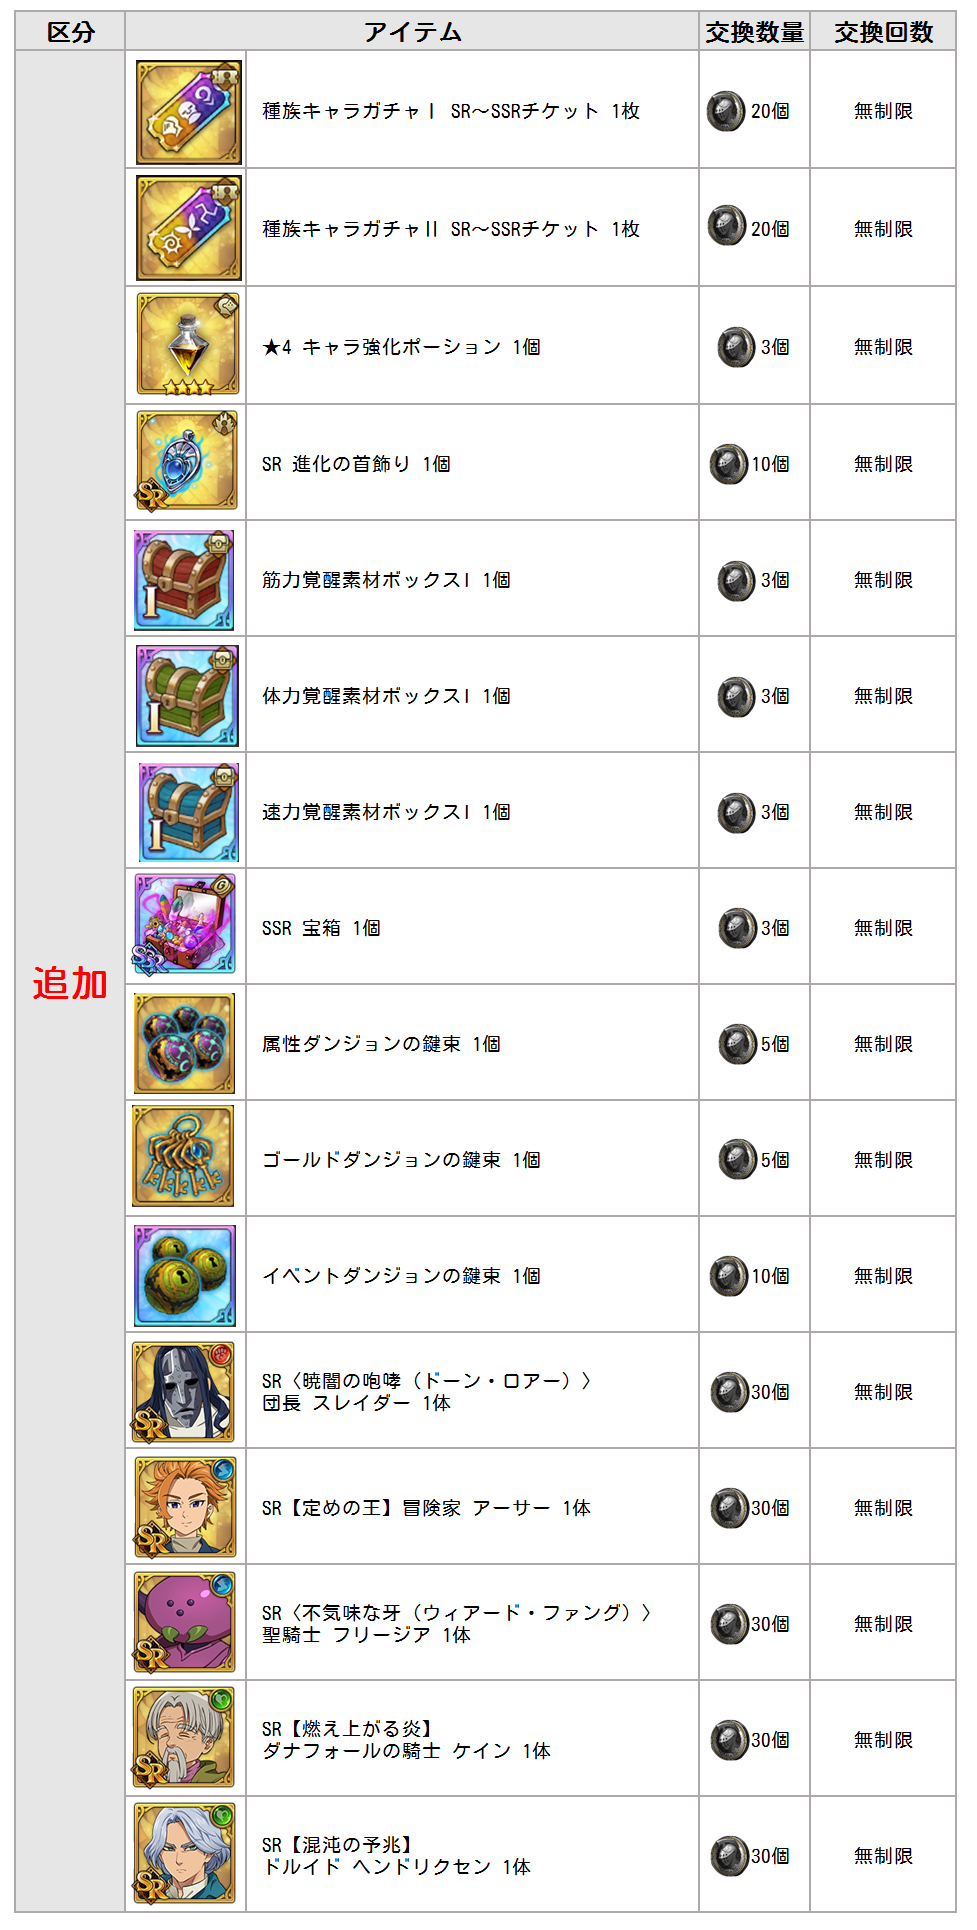 区分 アイテム 交換数量 交換回数
追加
種族キャラガチャⅠ SR～SSRチケット 1枚 20個 無制限
種族キャラガチャⅡ SR～SSRチケット 1枚 20個 無制限
★4 キャラ強化ポーション 1個 3個 無制限
SR
SR 進化の首飾り 1個 10個 無制限
I
筋力覚醒素材ボックスⅠ 1個 3個 無制限
I
体力覚醒素材ボックスⅠ 1個 3個 無制限
I
速力覚醒素材ボックスⅠ 1個 3個 無制限
G
SSR
SSR 宝箱 1個 3個 無制限
属性ダンジョンの鍵束 1個 5個 無制限
ゴールドダンジョンの鍵束 1個 5個 無制限
イベントダンジョンの鍵束 1個 10個 無制限
SR
SR〈暁闇の咆哮（ドーン・ロアー）〉
団長 スレイダー 1体 30個 無制限
SR
SR【定めの王】冒険家 アーサー 1体 30個 無制限
SR
SR〈不気味な牙（ウィアード・ファング）〉
聖騎士 フリージア 1体 30個 無制限
SR
SR【燃え上がる炎】
ダナフォールの騎士 ケイン 1体 30個 無制限
SR
SR【混沌の予兆】
ドルイド ヘンドリクセン 1体 30個 無制限